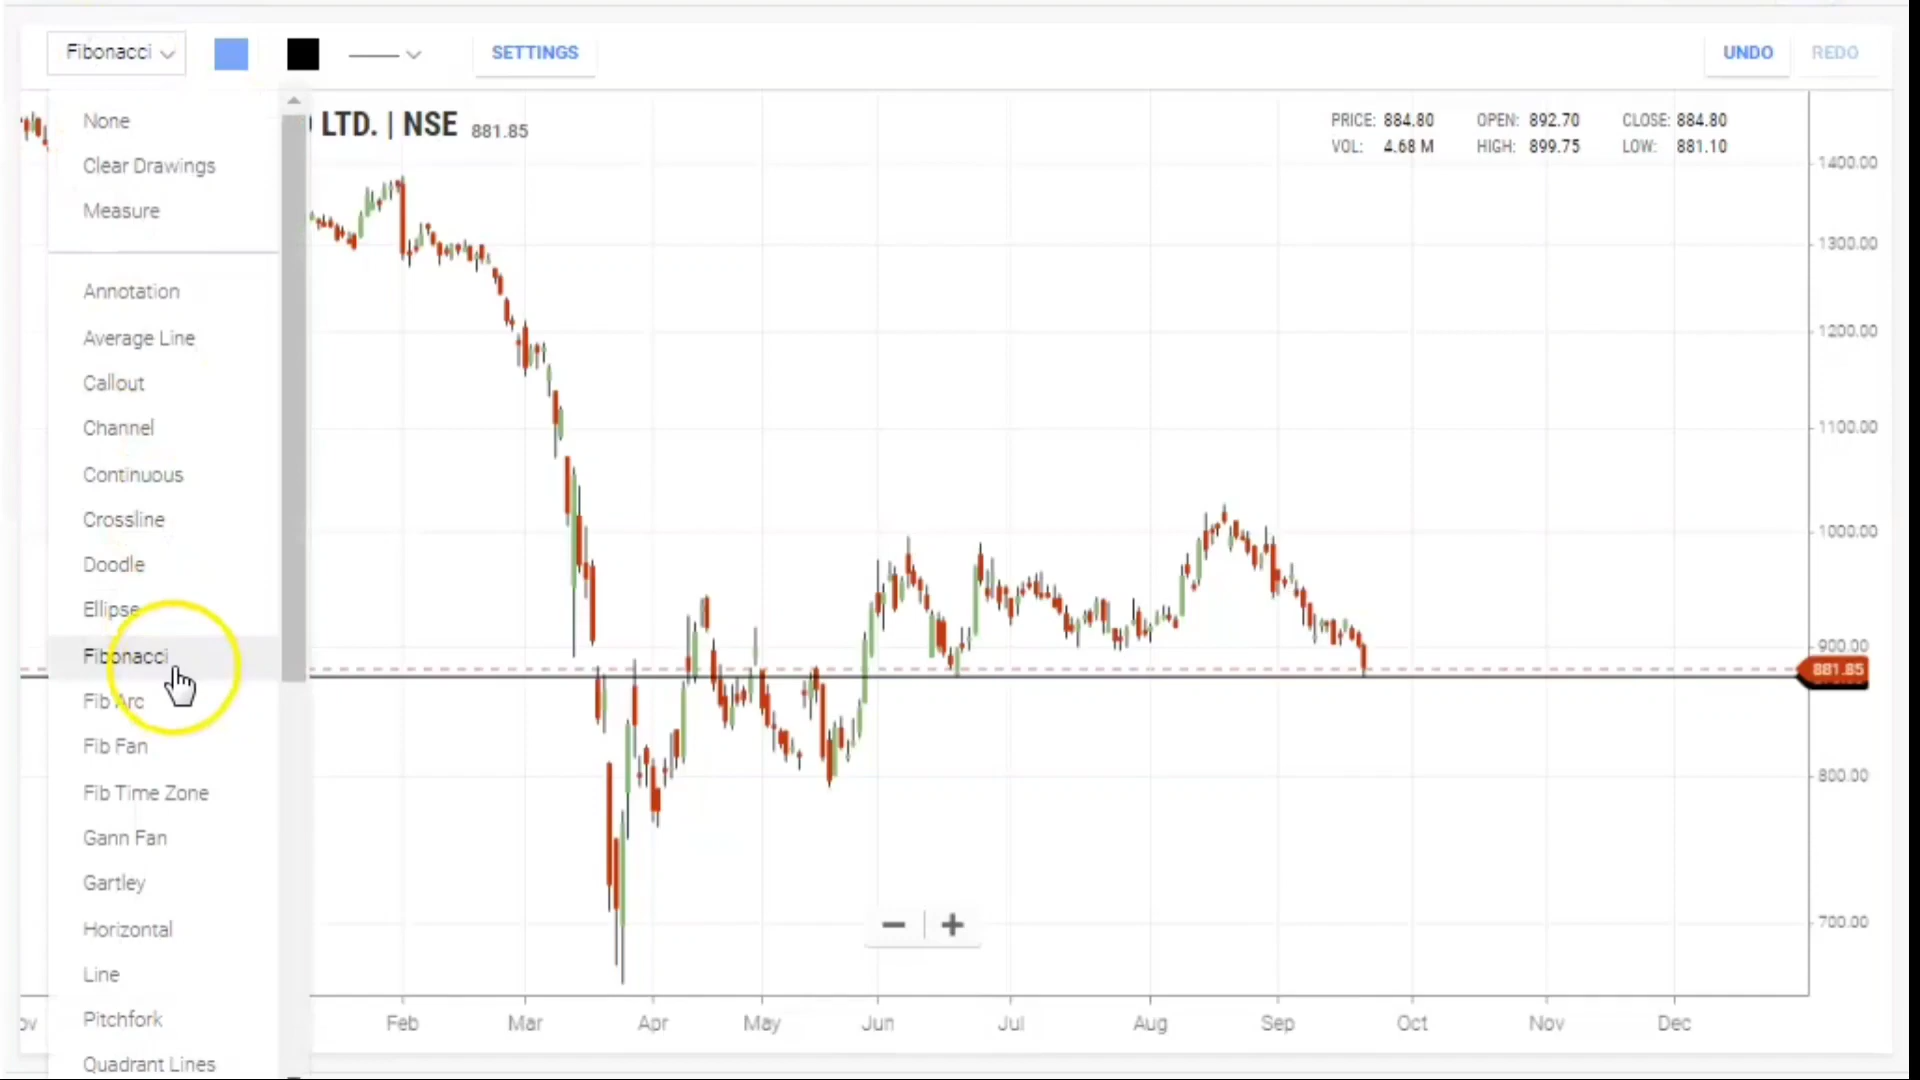 Fibonacci
SETTINGS
UNDO
REDO
None
Clear Drawings
Measure
Annotation
Average Line
Callout
Channel
Continuous
Crossline
Doodle
Ellipse
Fibonacci
Fib Arc
Fib Fan
Fib Time Zone
Gann Fan
Gartley
Horizontal
Line
Pitchfork
Quadrant Lines
LTD. | NSE 881.85
PRICE: 884.80 OPEN: 892.70 CLOSE: 884.80
VOL: 4.68 M HIGH: 899.75 LOW: 881.10
1400.00
1300.00
1200.00
1100.00
1000.00
900.00
881.85
800.00
700.00
Feb Mar Apr May Jun Jul Aug Sep Oct Nov Dec